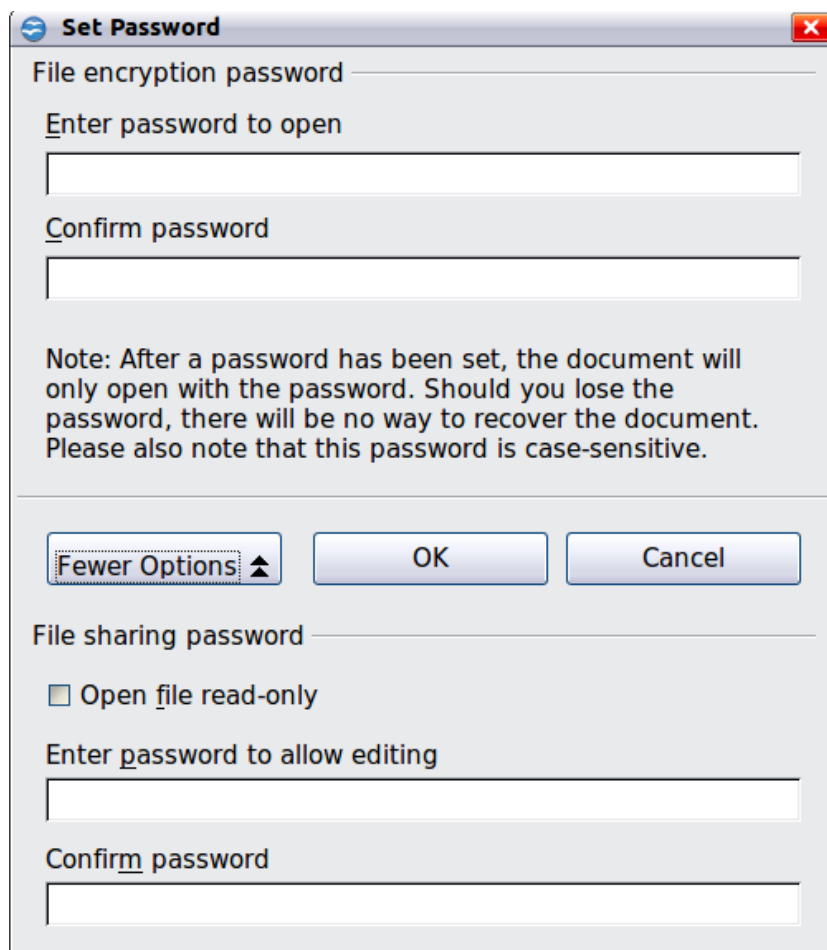 Set Password
File encryption password
Enter password to open
Confirm password
Note: After a password has been set, the document will
only open with the password. Should you lose the
password, there will be no way to recover the document.
Please also note that this password is case-sensitive.
Fewer Options OK Cancel
File sharing password
Open file read-only
Enter password to allow editing
Confirm password